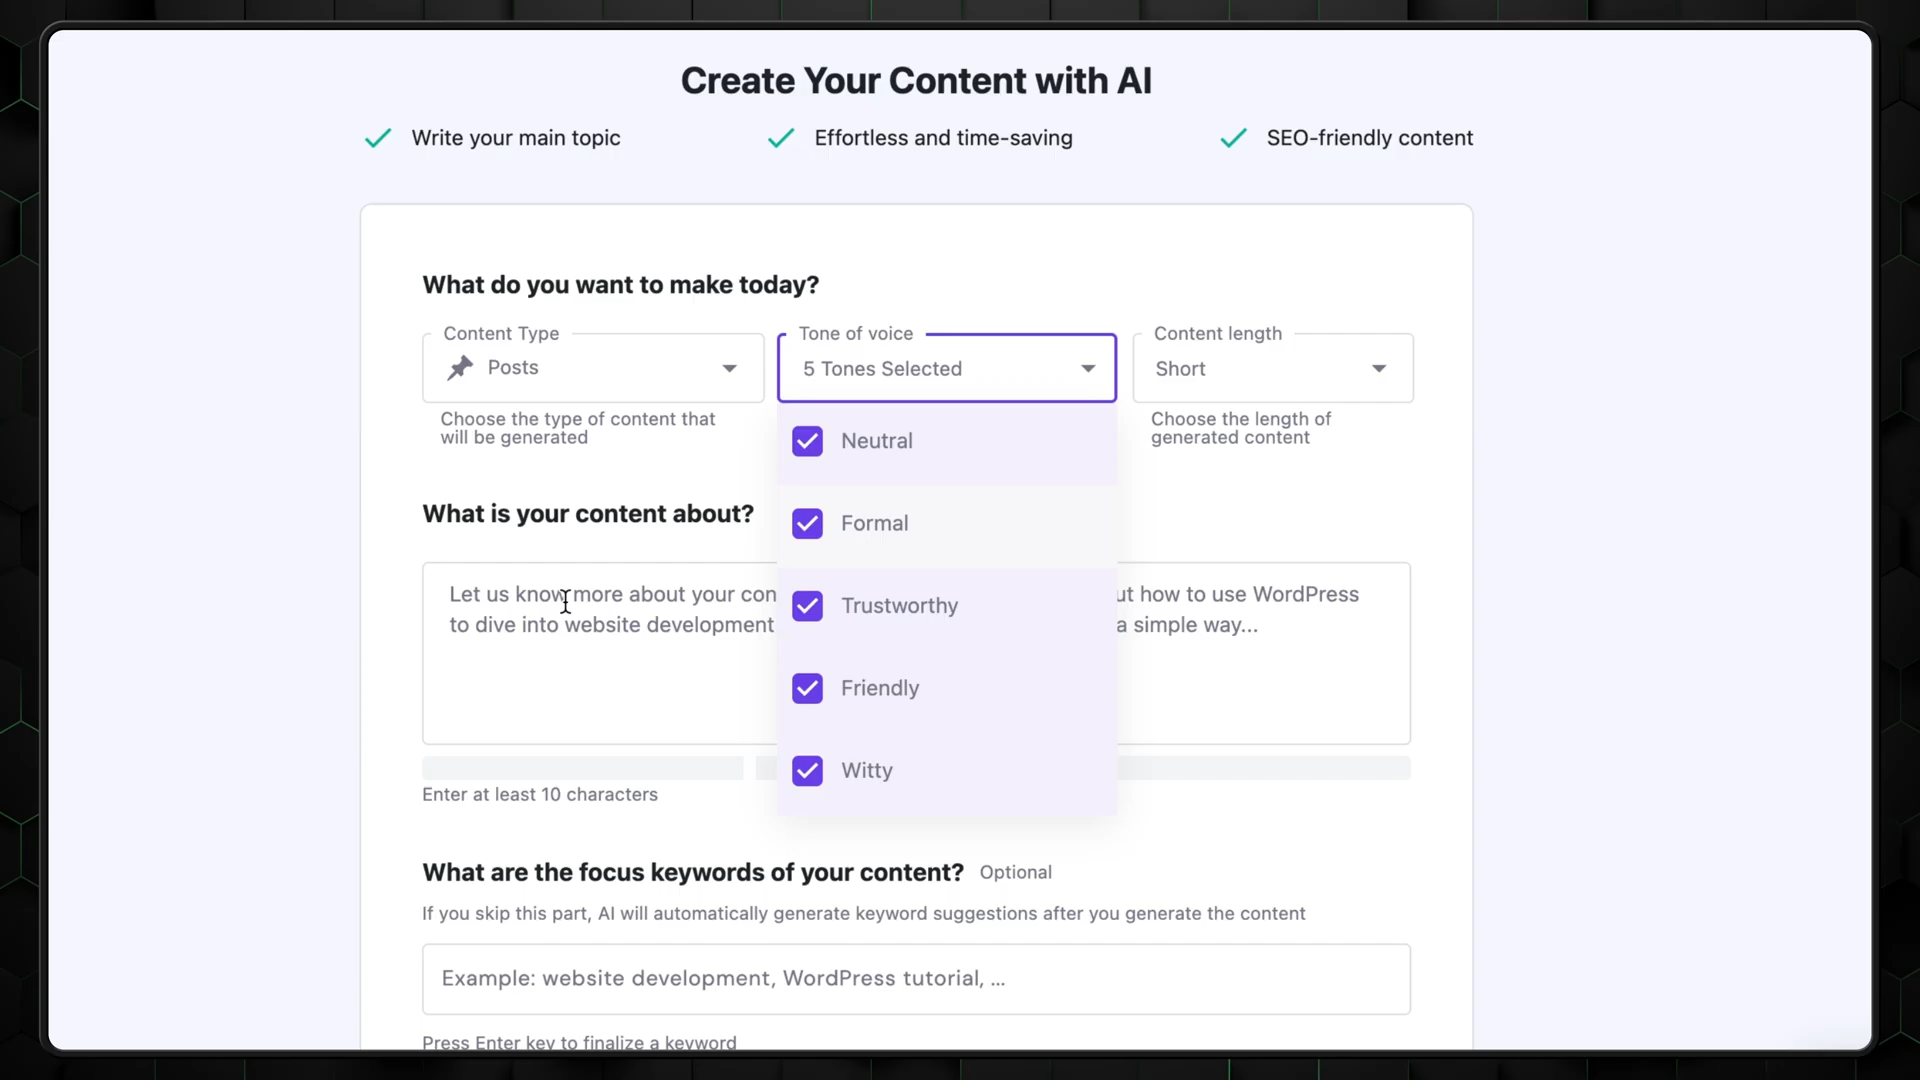 Create Your Content with AI
Write your main topic
Effortless and time-saving
SEO-friendly content
What do you want to make today?
Content Type
Posts
Choose the type of content that
will be generated
Tone of voice
5 Tones Selected
Content length
Short
Choose the length of
generated content
Neutral
Formal
Trustworthy
Friendly
Witty
What is your content about?
Let us know more about your con ut how to use WordPress
to dive into website development a simple way...
Enter at least 10 characters
What are the focus keywords of your content? Optional
If you skip this part, AI will automatically generate keyword suggestions after you generate the content
Example: website development, WordPress tutorial, ...
Press Enter key to finalize a keyword